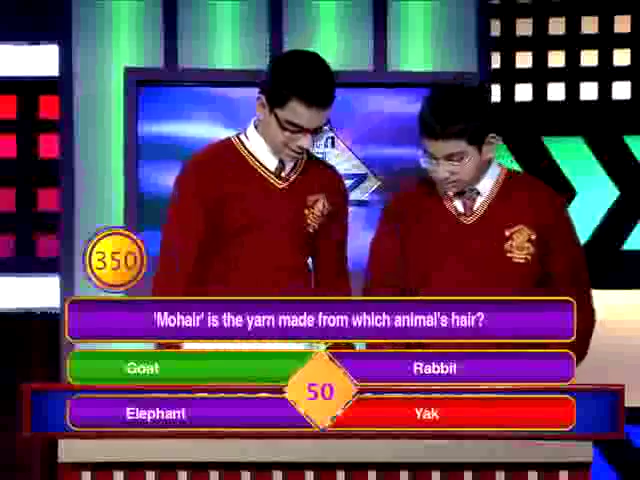 350
'Mohair' is the yarn made from which animal's hair?
Goat
Rabbit
50
Elephant
Yak